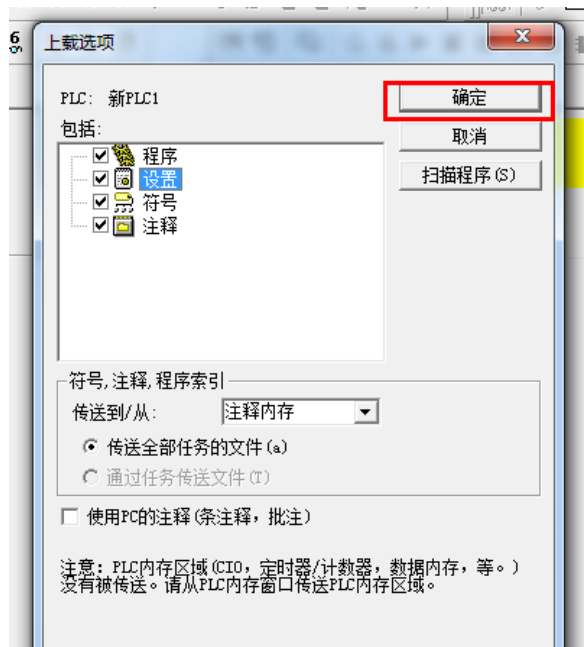 上载选项
PLC: 新PLC1
确定
包括:
取消
程序
扫描程序(S)
设置
符号
注释
符号,注释,程序索引
传送到/从:
注释内存
传送全部任务的文件(a)
通过任务传送文件(T)
使用PC的注释(条注释，批注)
注意: PLC内存区域(CIO，定时器/计数器，数据内存，等。)
没有被传送。请从PLC内存窗口传送PLC内存区域。